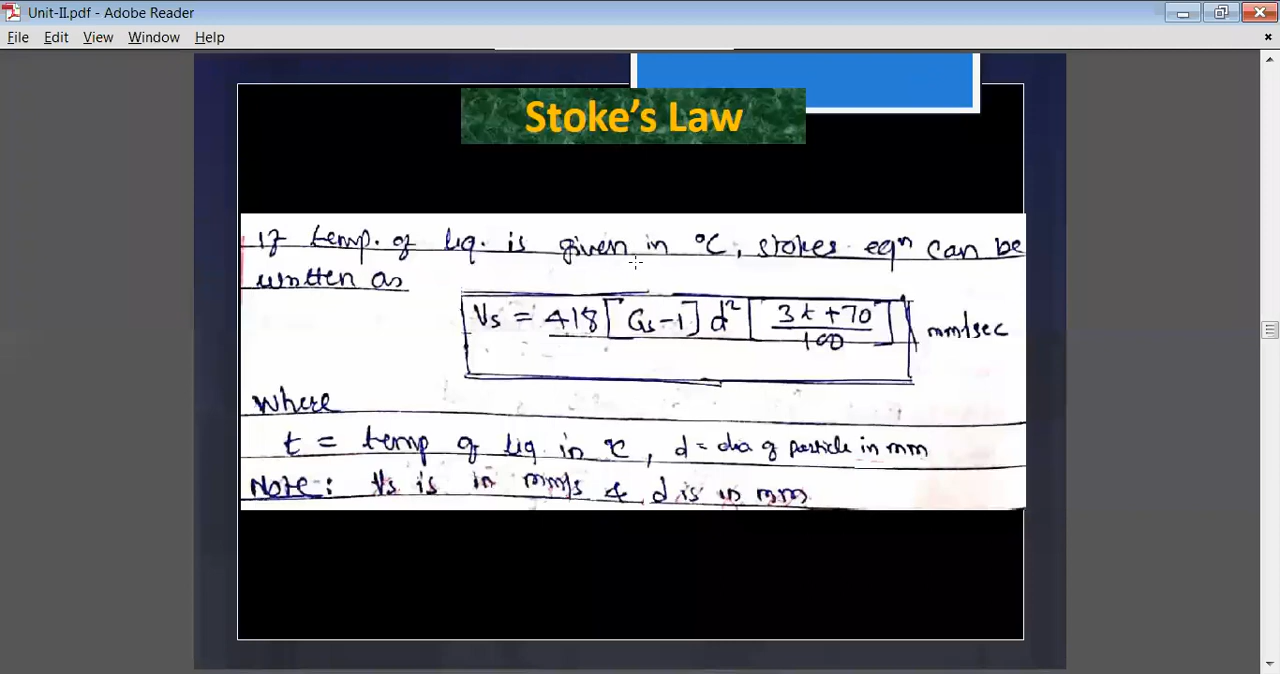 Unit-II.pdf - Adobe Reader
File Edit View Window Help
Stoke's Law
If temp. of liq. is given in °C, stokes eqⁿ can be
written as
Vs = 418 [Gs-1] d² [3t+70/100] mm/sec
Where
t = temp of liq in °C, d = dia of particle in mm
Note: Vs is in mm/s & d is in mm